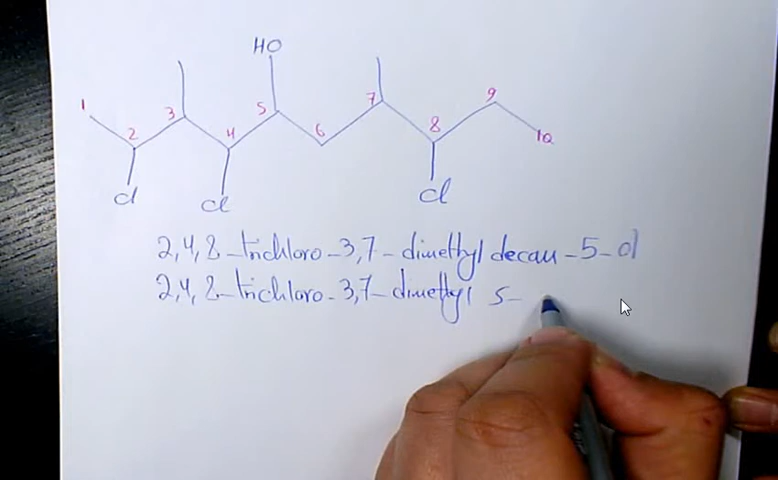 HO
1 2 3 4 5 6 7 8 9 10
Cl Cl Cl
2,4,8-trichloro-3,7-dimethyl decan-5-ol
2,4,8-trichloro-3,7-dimethyl 5-